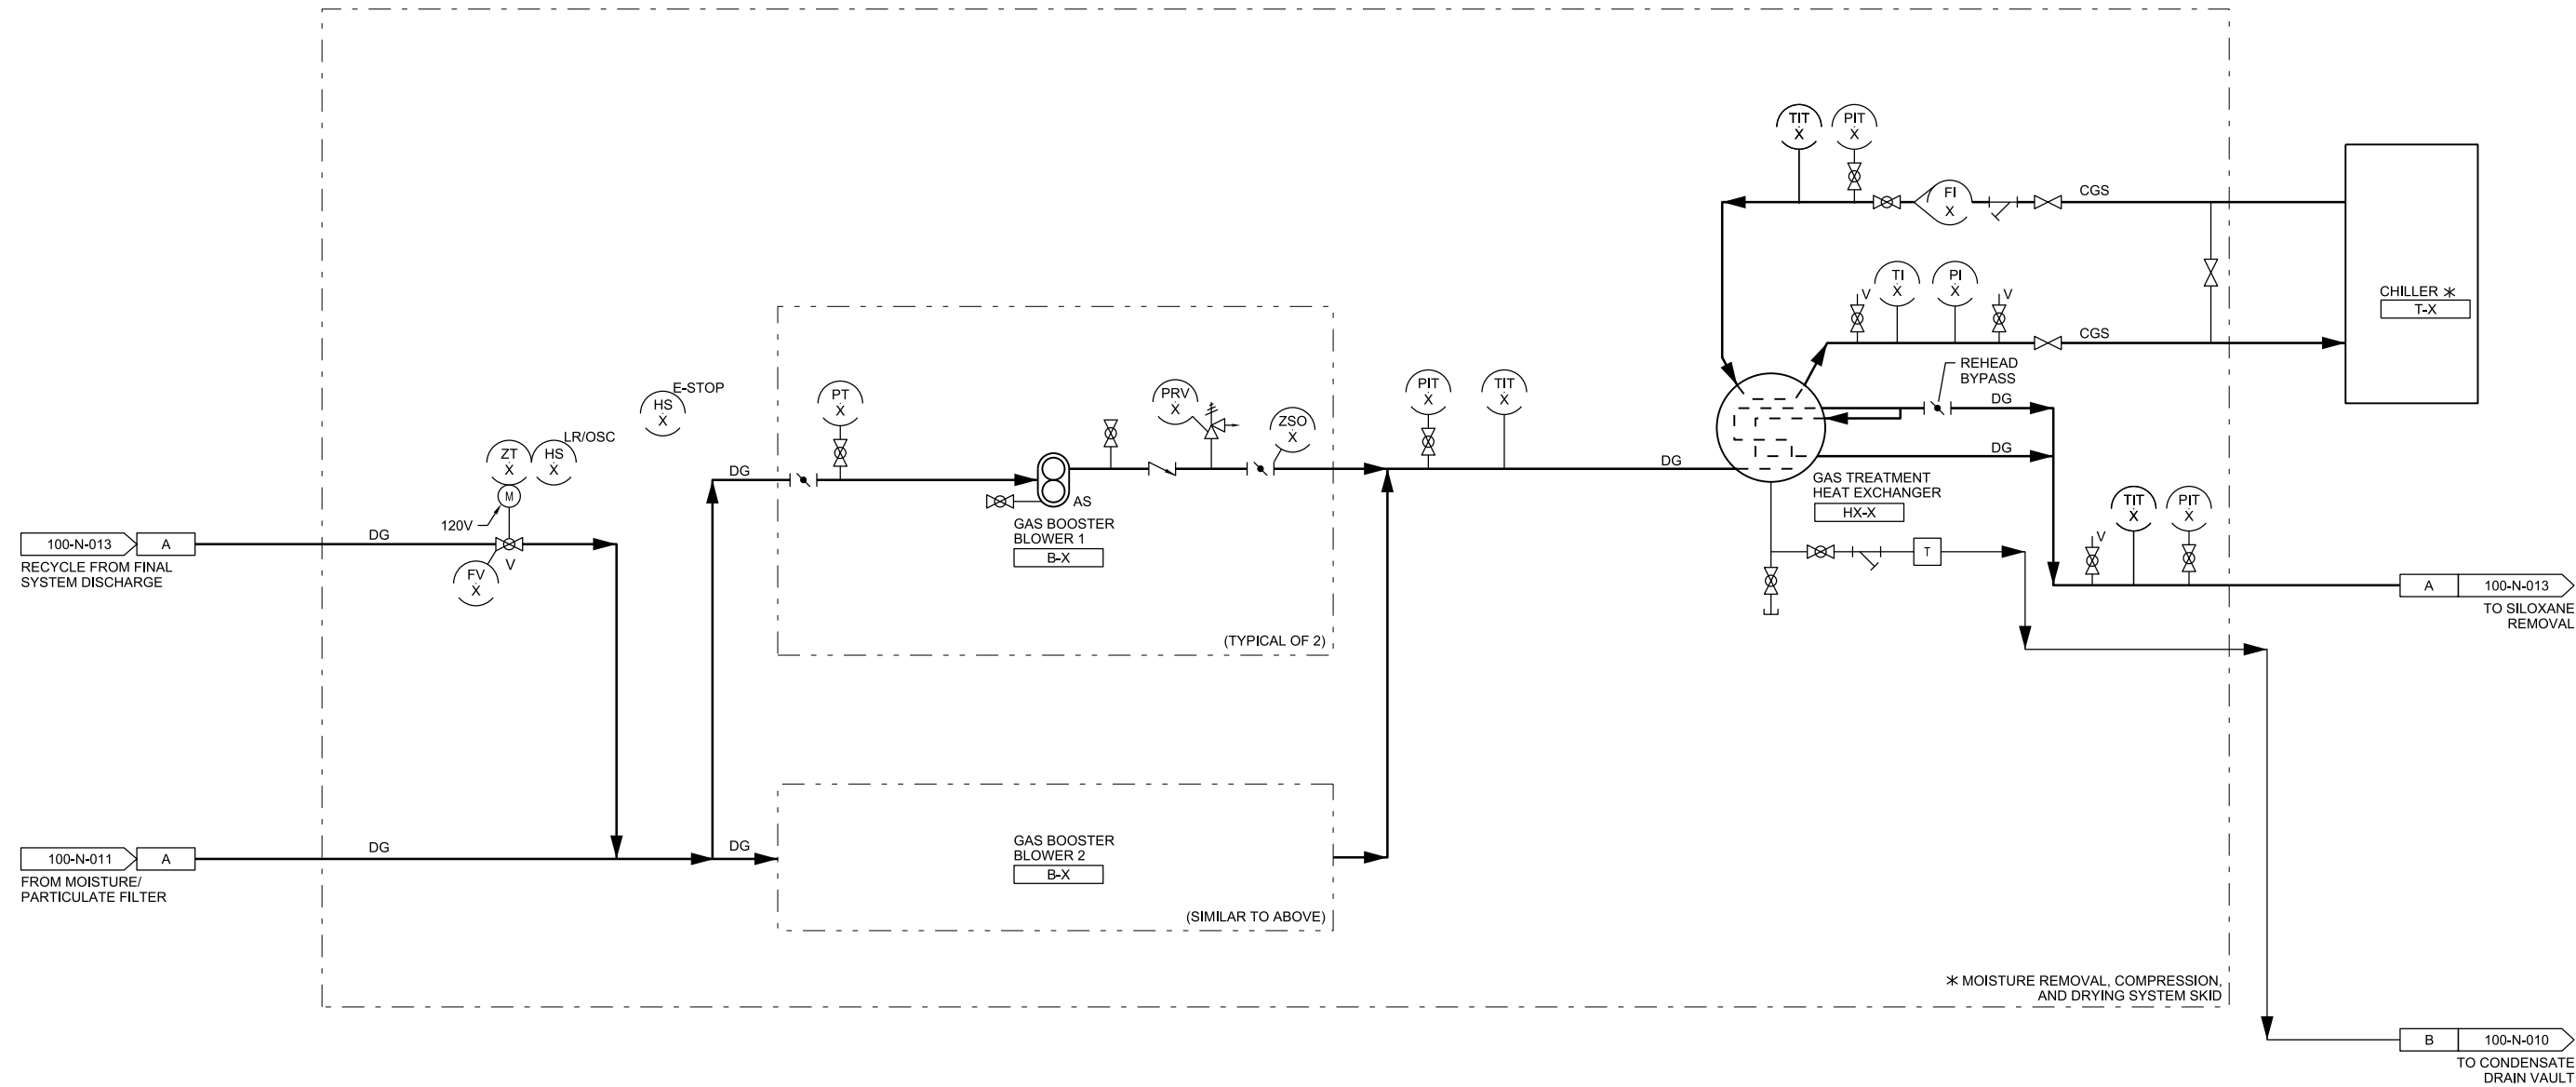 TIT
X
PIT
X
FI
X
CGS
TI
X
PI
X
V
V
CGS
CHILLER *
T-X
REHEAD
BYPASS
DG
DG
E-STOP
HS
X
LR/OSC
ZT
X
HS
X
M
120V
DG
V
FV
X
100-N-013
A
RECYCLE FROM FINAL
SYSTEM DISCHARGE
DG
PT
X
AS
GAS BOOSTER
BLOWER 1
B-X
PRV
X
ZSO
X
(TYPICAL OF 2)
PIT
X
TIT
X
DG
GAS TREATMENT
HEAT EXCHANGER
HX-X
T
V
TIT
X
PIT
X
A
100-N-013
TO SILOXANE
REMOVAL
100-N-011
A
FROM MOISTURE/
PARTICULATE FILTER
DG
DG
GAS BOOSTER
BLOWER 2
B-X
(SIMILAR TO ABOVE)
* MOISTURE REMOVAL, COMPRESSION,
AND DRYING SYSTEM SKID
B
100-N-010
TO CONDENSATE
DRAIN VAULT